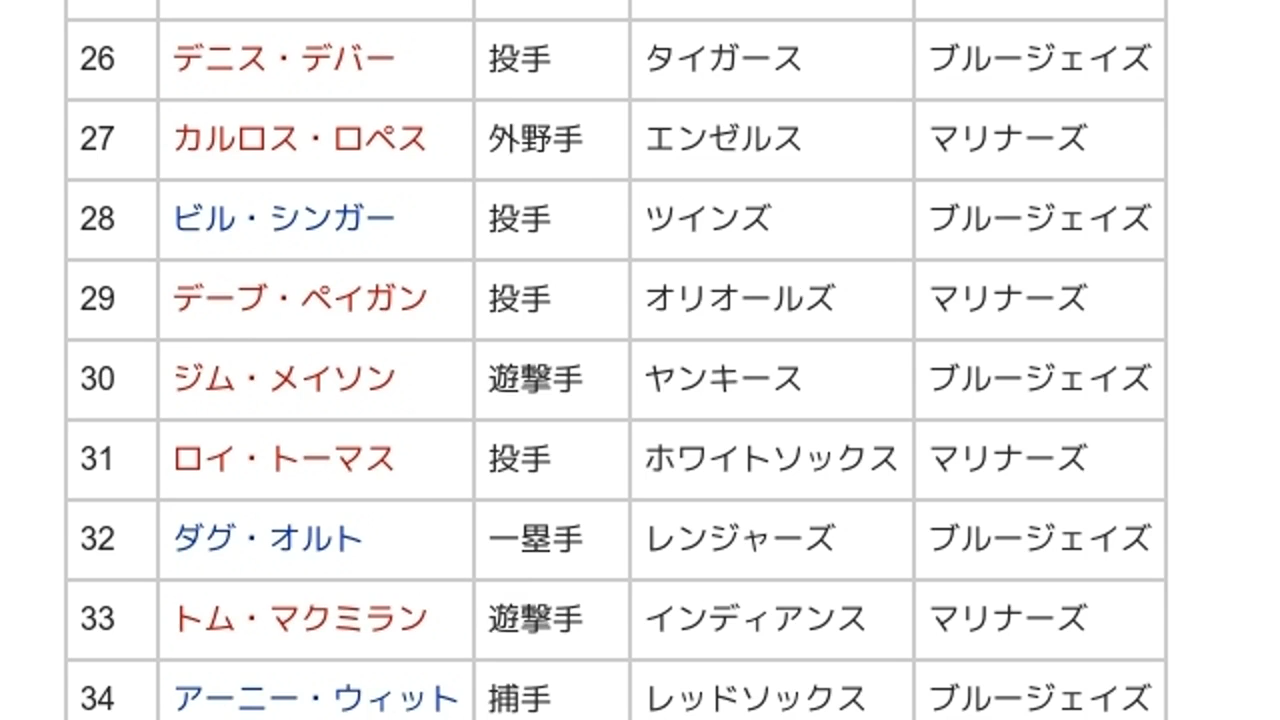 26 デニス・デバー 投手 タイガース ブルージェイズ
27 カルロス・ロペス 外野手 エンゼルス マリナーズ
28 ビル・シンガー 投手 ツインズ ブルージェイズ
29 デーブ・ペイガン 投手 オリオールズ マリナーズ
30 ジム・メイソン 遊撃手 ヤンキース ブルージェイズ
31 ロイ・トーマス 投手 ホワイトソックス マリナーズ
32 ダグ・オルト 一塁手 レンジャーズ ブルージェイズ
33 トム・マクミラン 遊撃手 インディアンス マリナーズ
34 アーニー・ウィット 捕手 レッドソックス ブルージェイズ